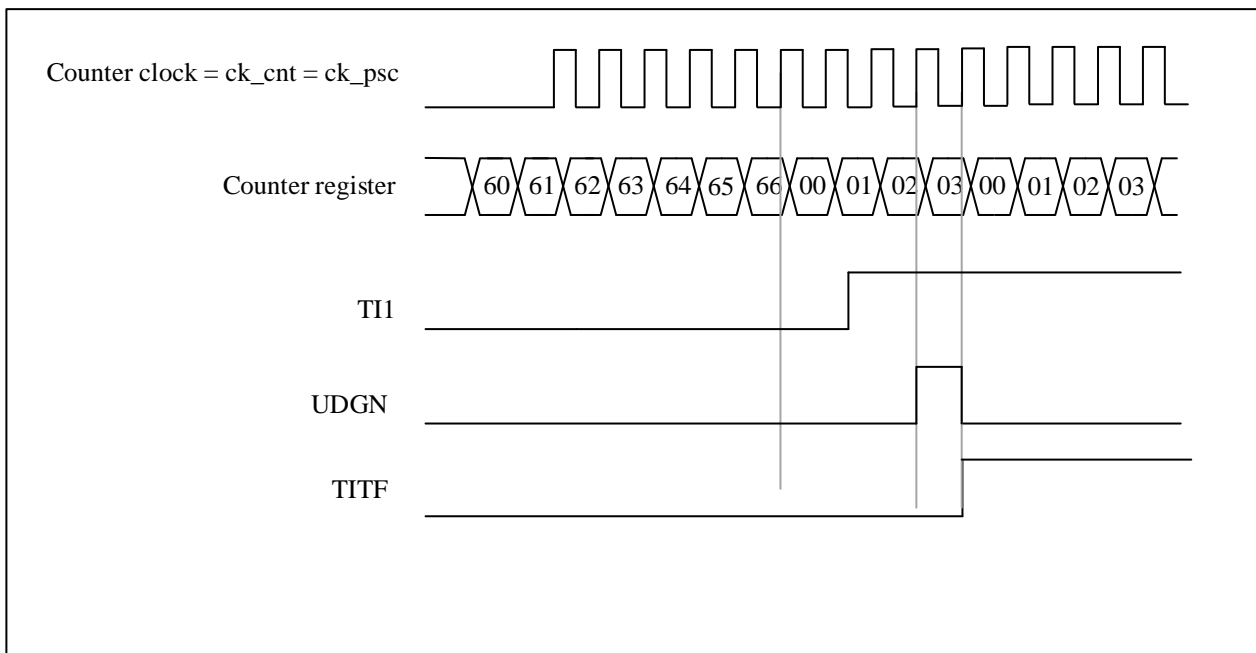 Counter clock = ck_cnt = ck_psc
Counter register
60 61 62 63 64 65 66 00 01 02 03 00 01 02 03
TI1
UDGN
TITF